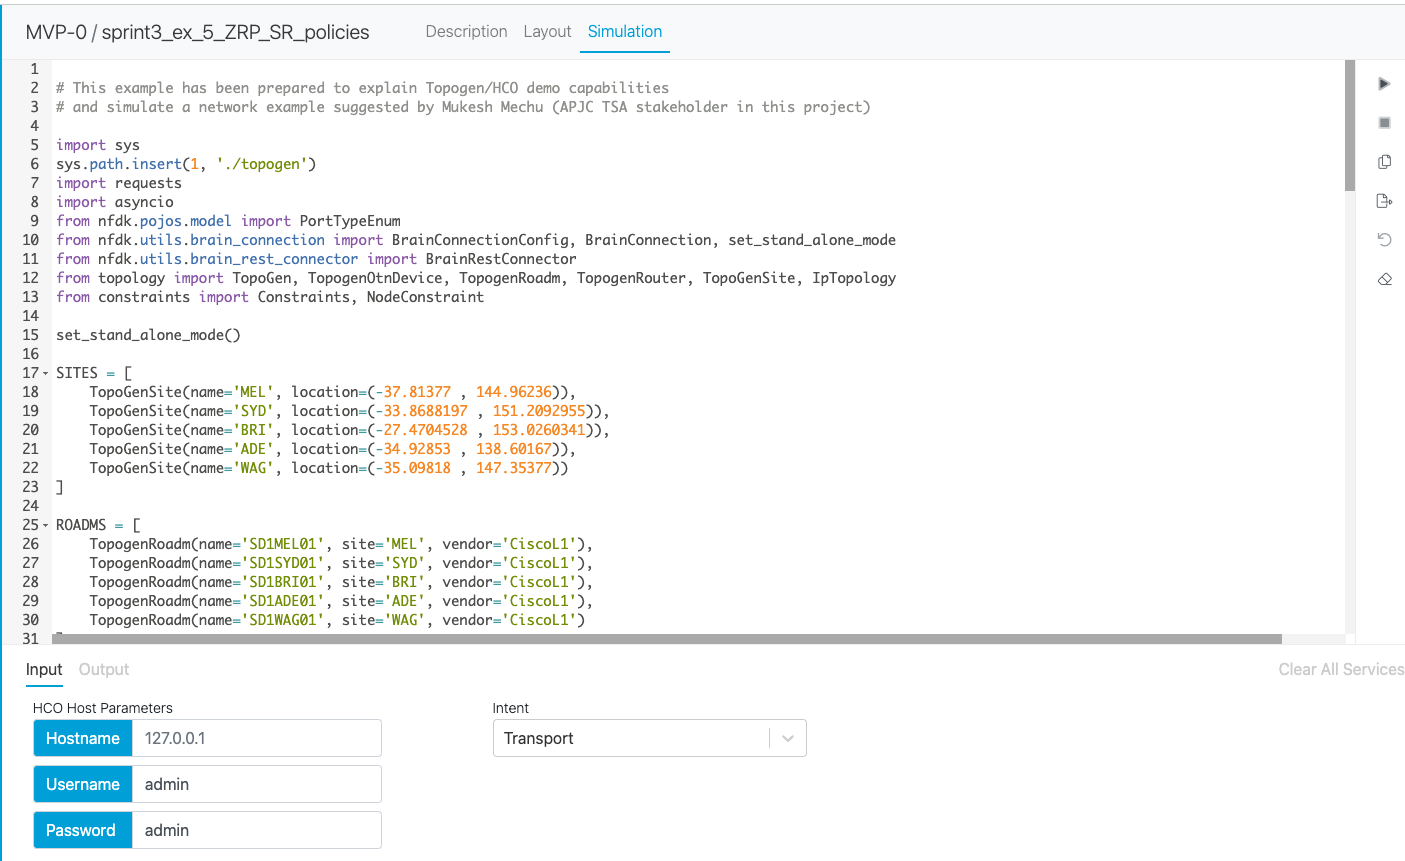 MVP-0 / sprint3_ex_5_ZRP_SR_policies Description Layout Simulation
1
2 # This example has been prepared to explain Topogen/HCO demo capabilities
3 # and simulate a network example suggested by Mukesh Mechu (APJC TSA stakeholder in this project)
4
5 import sys
6 sys.path.insert(1, './topogen')
7 import requests
8 import asyncio
9 from nfdk.pojos.model import PortTypeEnum
10 from nfdk.utils.brain_connection import BrainConnectionConfig, BrainConnection, set_stand_alone_mode
11 from nfdk.utils.brain_rest_connector import BrainRestConnector
12 from topology import TopoGen, TopogenOtnDevice, TopogenRoadm, TopogenRouter, TopoGenSite, IpTopology
13 from constraints import Constraints, NodeConstraint
14
15 set_stand_alone_mode()
16
17 SITES = [
18     TopoGenSite(name='MEL', location=(-37.81377 , 144.96236)),
19     TopoGenSite(name='SYD', location=(-33.8688197 , 151.2092955)),
20     TopoGenSite(name='BRI', location=(-27.4704528 , 153.0260341)),
21     TopoGenSite(name='ADE', location=(-34.92853 , 138.60167)),
22     TopoGenSite(name='WAG', location=(-35.09818 , 147.35377))
23 ]
24
25 ROADMS = [
26     TopogenRoadm(name='SD1MEL01', site='MEL', vendor='CiscoL1'),
27     TopogenRoadm(name='SD1SYD01', site='SYD', vendor='CiscoL1'),
28     TopogenRoadm(name='SD1BRI01', site='BRI', vendor='CiscoL1'),
29     TopogenRoadm(name='SD1ADE01', site='ADE', vendor='CiscoL1'),
30     TopogenRoadm(name='SD1WAG01', site='WAG', vendor='CiscoL1')
31
Input Output Clear All Services
HCO Host Parameters Intent
Hostname 127.0.0.1 Transport
Username admin
Password admin